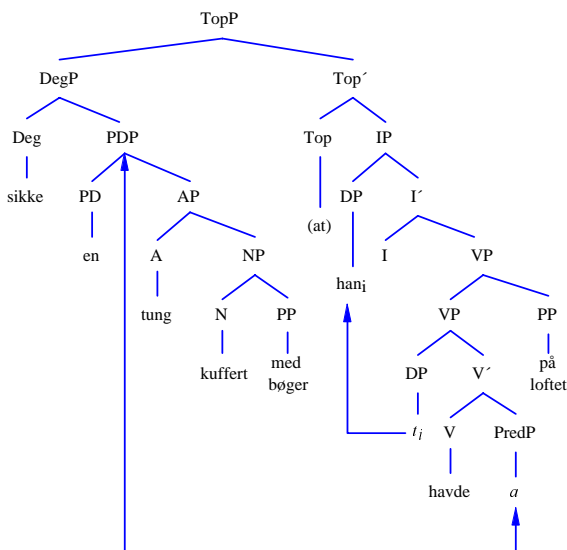 TopP
DegP Top´
Deg PDP Top IP
sikke PD AP (at) DP I´
en A NP han i I VP
tung N PP VP PP
kuffert med bøger DP V´ på loftet
t i V PredP
havde a